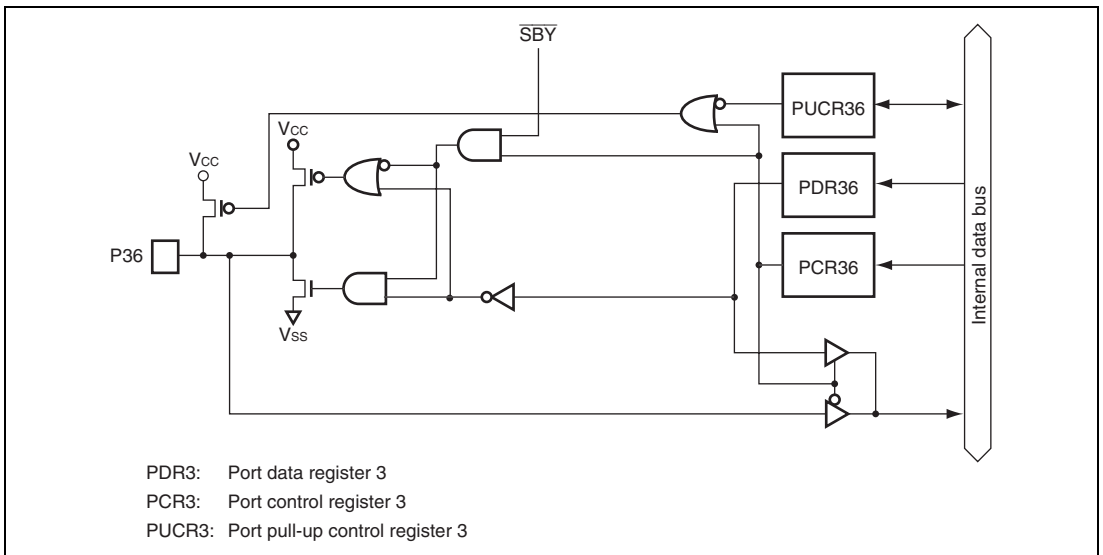 S̅B̅Y̅
PUCR36
VCC
VCC
PDR36
P36
PCR36
VSS
Internal data bus
PDR3: Port data register 3
PCR3: Port control register 3
PUCR3: Port pull-up control register 3